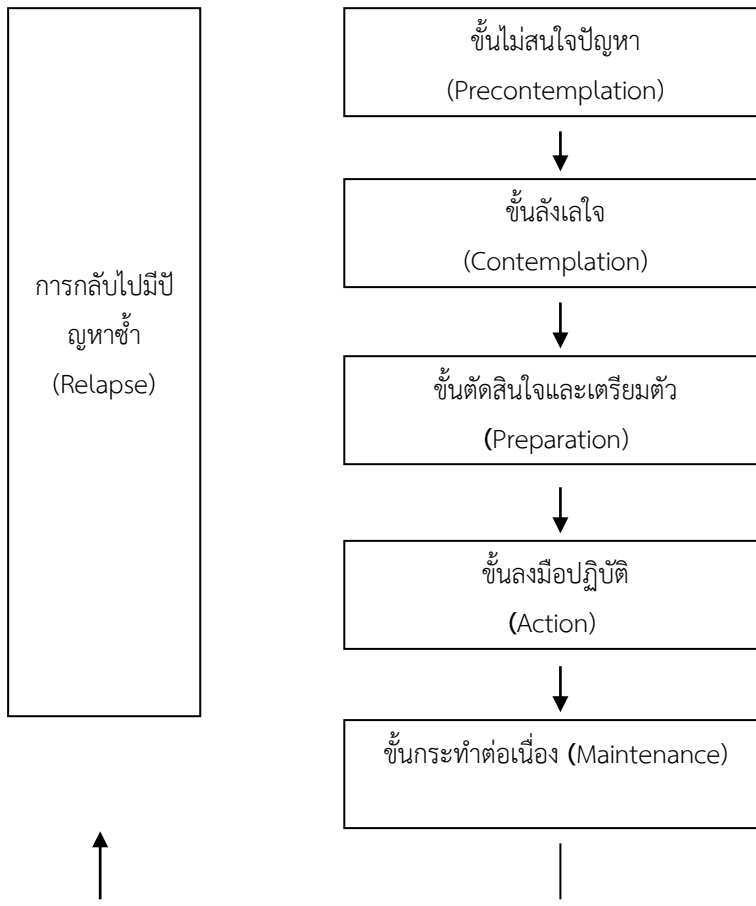 การกลับไปมีปั
ญหาซ้ำ
(Relapse)
ขั้นไม่สนใจปัญหา
(Precontemplation)
ขั้นลังเลใจ
(Contemplation)
ขั้นตัดสินใจและเตรียมตัว
(Preparation)
ขั้นลงมือปฏิบัติ
(Action)
ขั้นกระทำต่อเนื่อง (Maintenance)